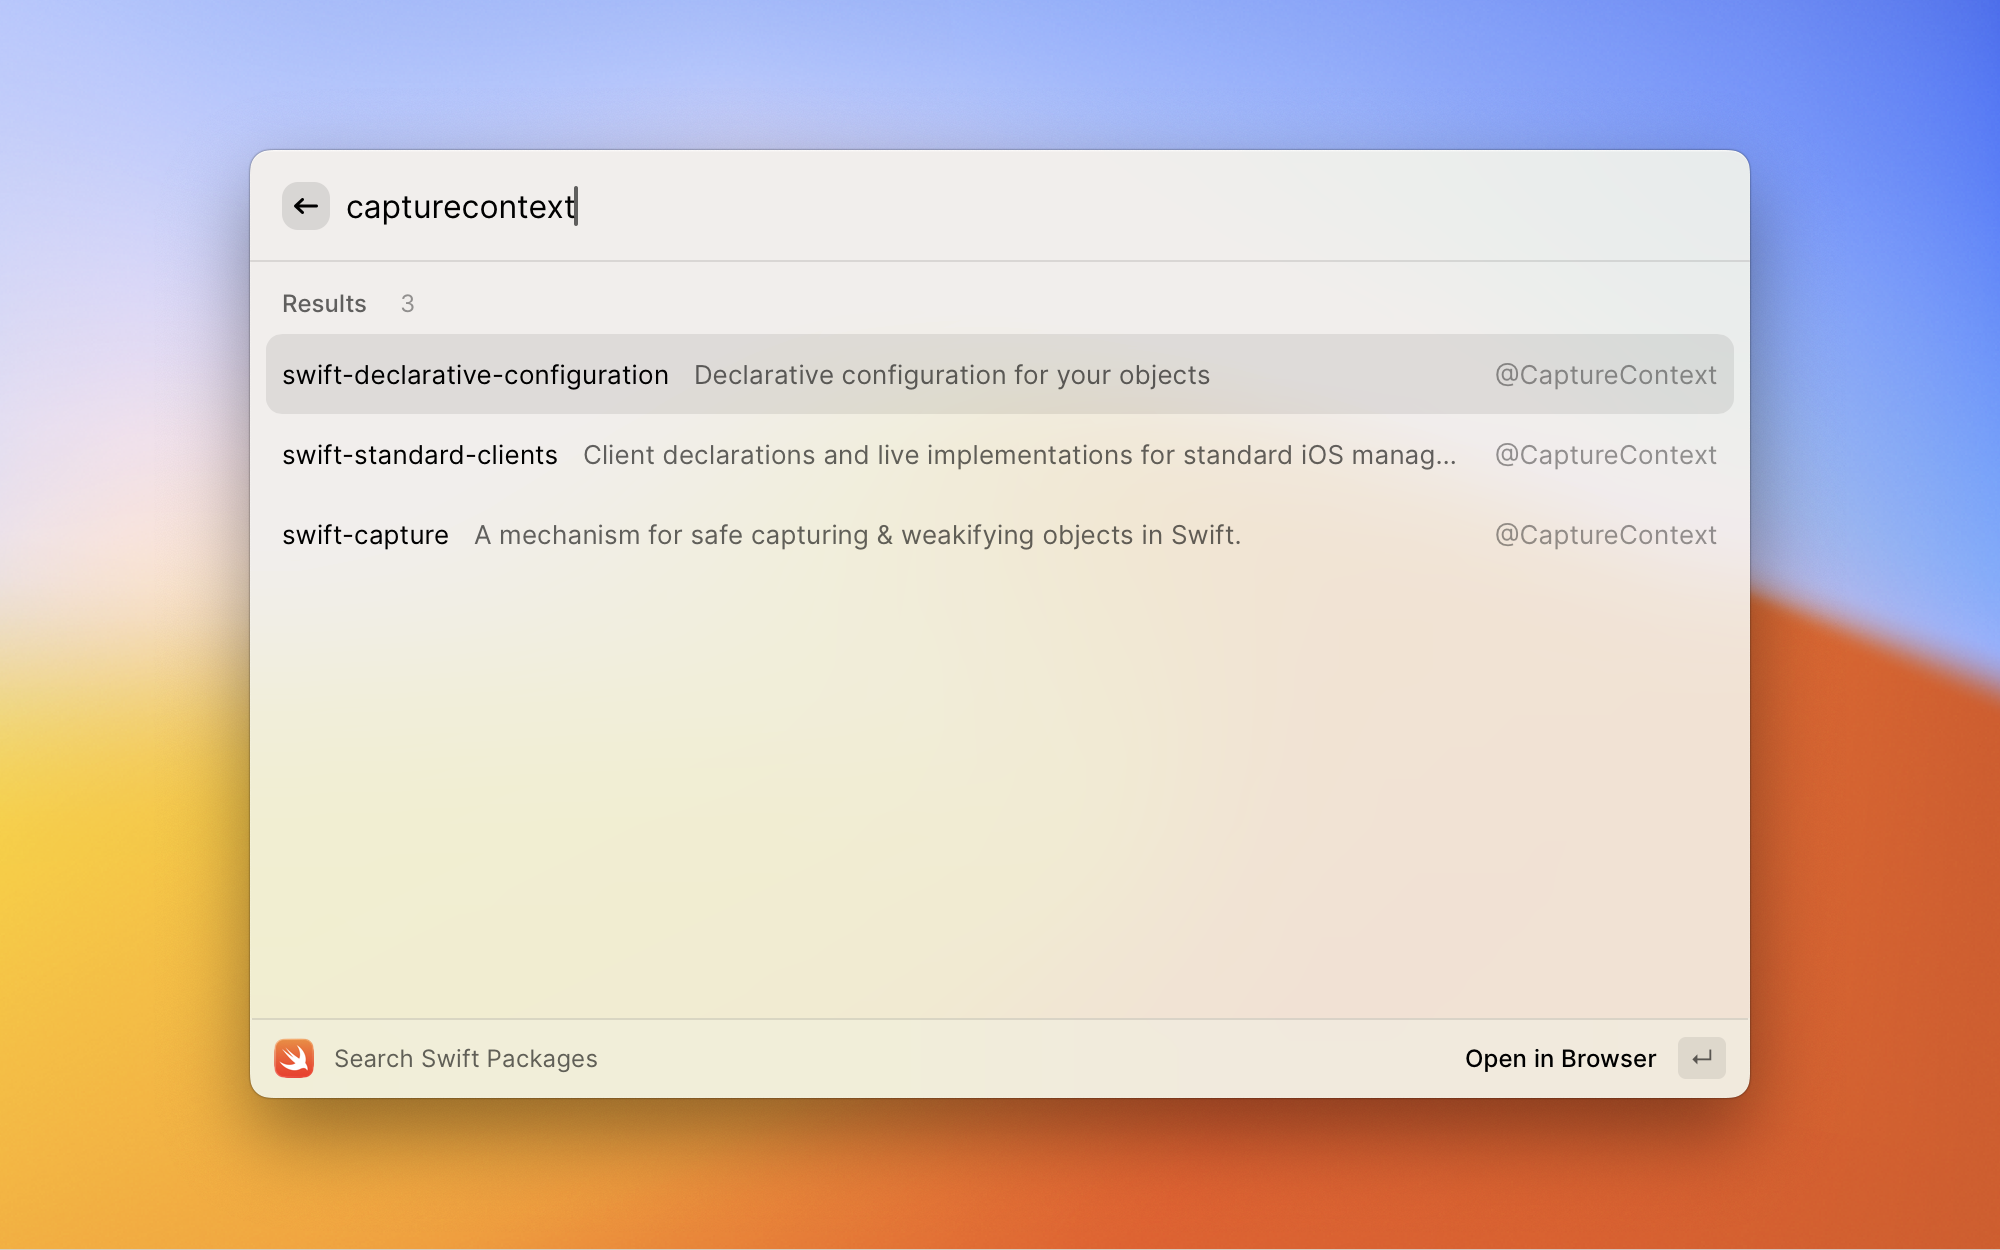 capturecontext
Results 3
swift-declarative-configuration Declarative configuration for your objects @CaptureContext
swift-standard-clients Client declarations and live implementations for standard iOS manag... @CaptureContext
swift-capture A mechanism for safe capturing & weakifying objects in Swift. @CaptureContext
Search Swift Packages Open in Browser